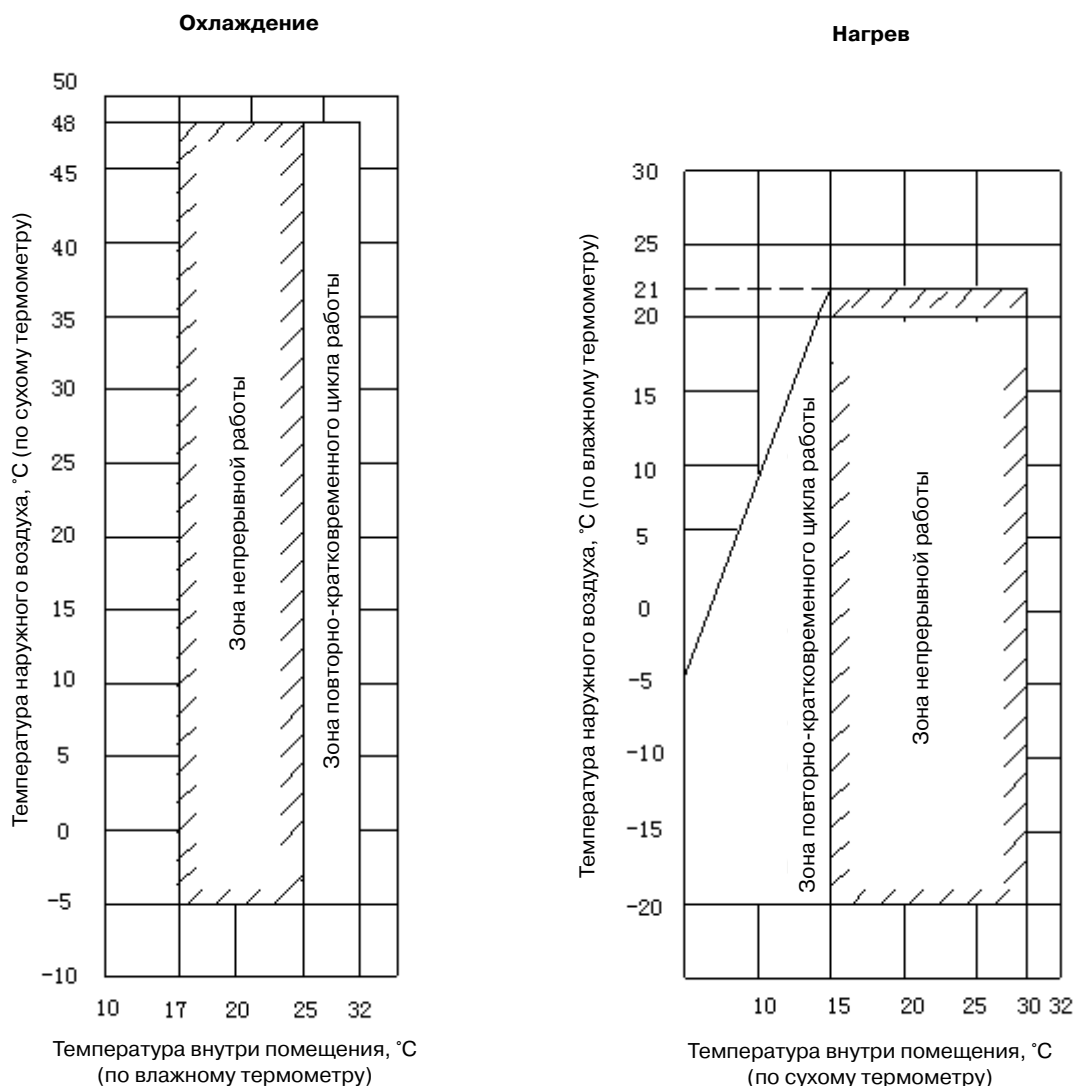 Охлаждение
Температура наружного воздуха, °С (по сухому термометру)
50
48
45
40
35
30
25
20
15
10
5
0
-5
-10
Зона непрерывной работы
Зона повторно-кратковременного цикла работы
10 17 20 25 32
Температура внутри помещения, °С
(по влажному термометру)
Нагрев
Температура наружного воздуха, °С (по влажному термометру)
30
25
21
20
15
10
5
0
-5
-10
-15
-20
Зона повторно-кратковременного цикла работы
Зона непрерывной работы
10 15 20 25 30 32
Температура внутри помещения, °С
(по сухому термометру)